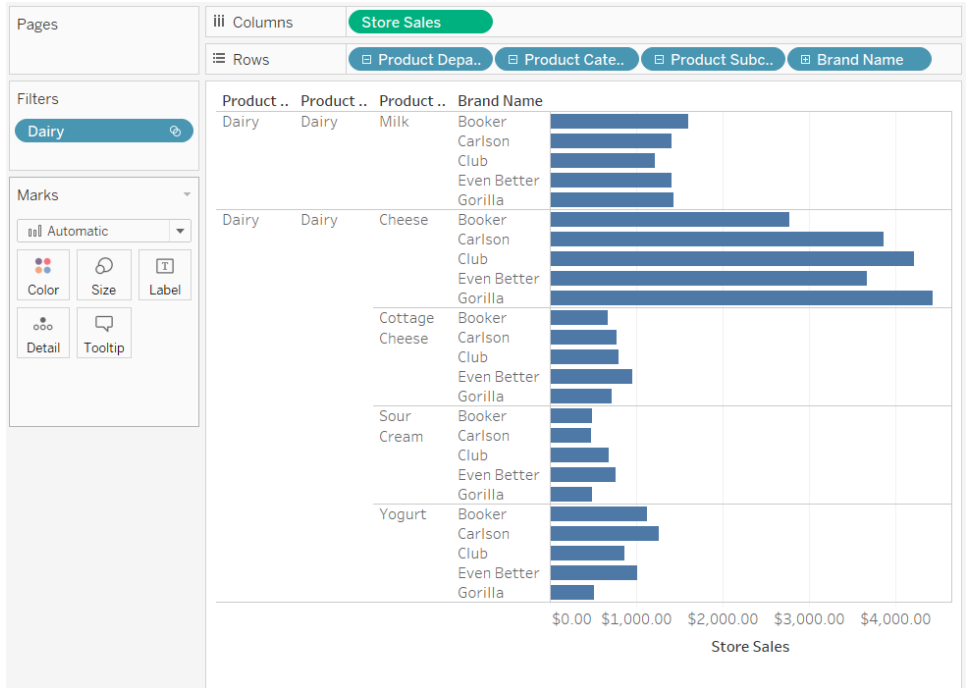 Pages
iii Columns
Store Sales
Rows
Product Depa..
Product Cate..
Product Subc..
Brand Name
Filters
Dairy
Marks
Automatic
Color
Size
T
Label
Detail
Tooltip
Product .. Product .. Product .. Brand Name
Dairy Dairy Milk Booker
Carlson
Club
Even Better
Gorilla
Dairy Dairy Cheese Booker
Carlson
Club
Even Better
Gorilla
Cottage Booker
Cheese Carlson
Club
Even Better
Gorilla
Sour Booker
Cream Carlson
Club
Even Better
Gorilla
Yogurt Booker
Carlson
Club
Even Better
Gorilla
$0.00 $1,000.00 $2,000.00 $3,000.00 $4,000.00
Store Sales